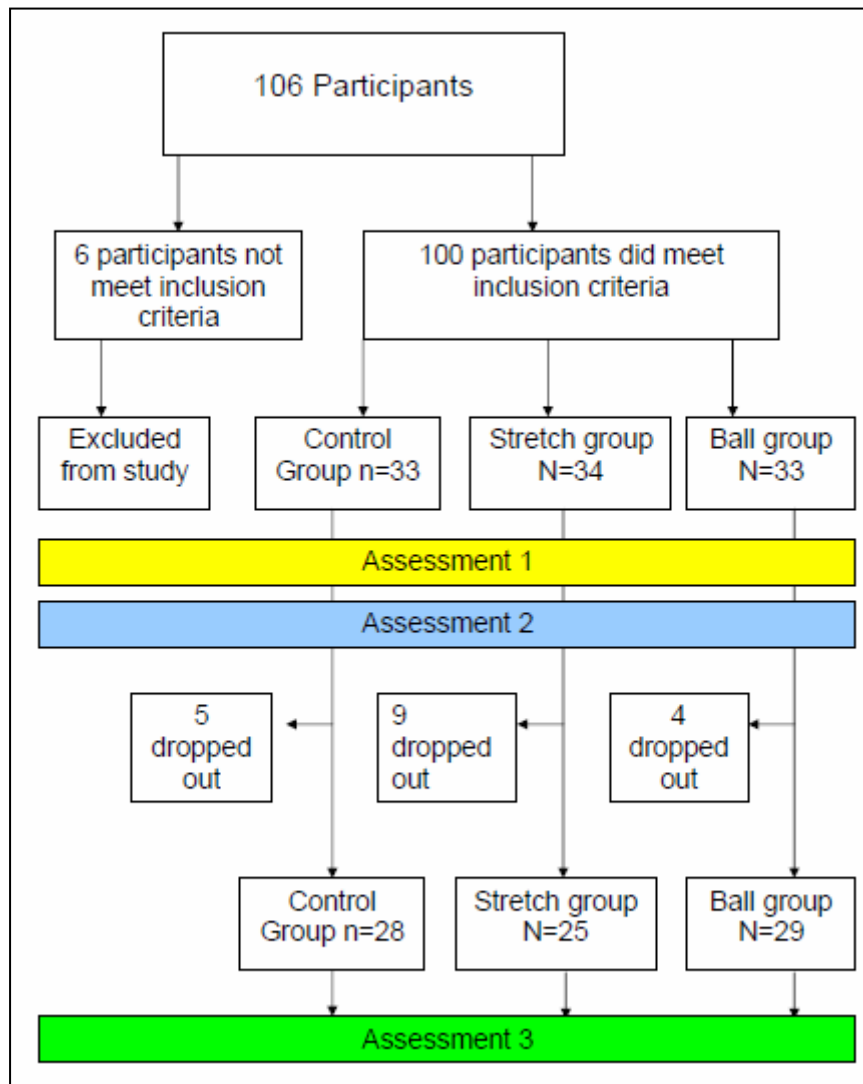 106 Participants
6 participants not
meet inclusion
criteria
100 participants did meet
inclusion criteria
Excluded
from study
Control
Group n=33
Stretch group
N=34
Ball group
N=33
Assessment 1
Assessment 2
5
dropped
out
9
dropped
out
4
dropped
out
Control
Group n=28
Stretch group
N=25
Ball group
N=29
Assessment 3